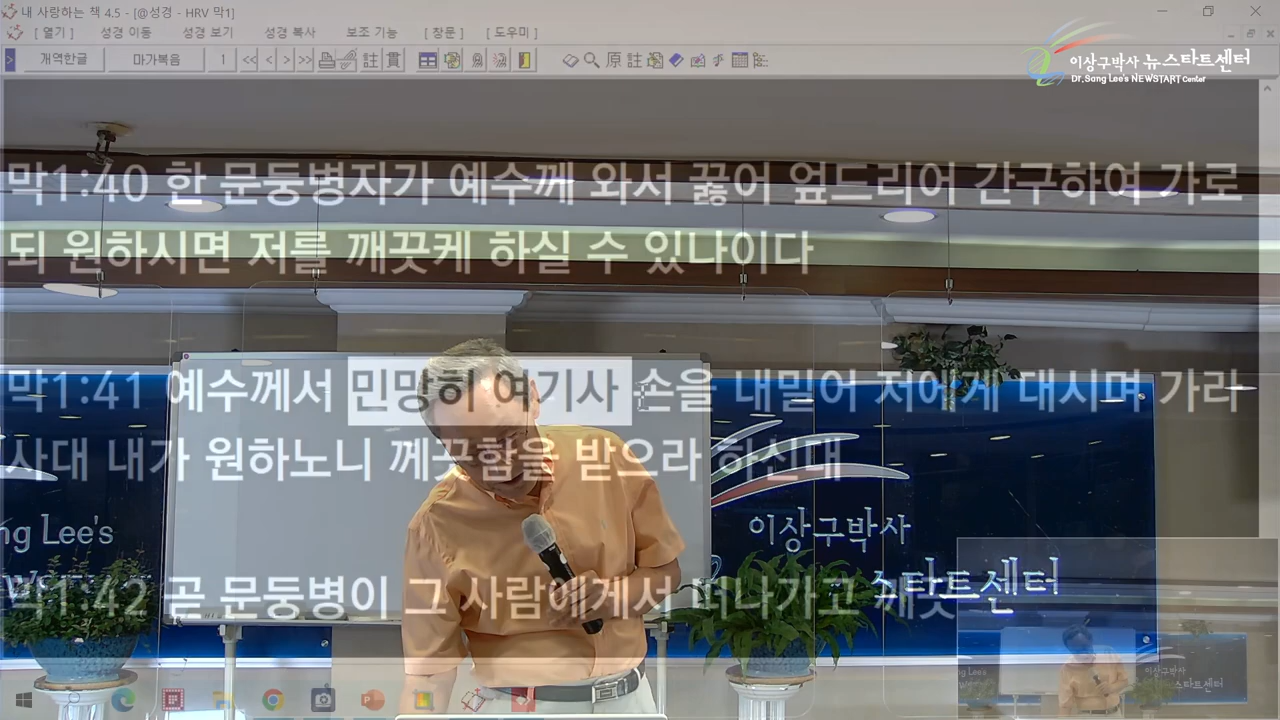 내 사랑하는 책 4.5 - [@성경 - HRV 막1]
[ 열기 ] 성경 이동 성경 보기 성경 복사 보조 기능 [ 창문 ] [ 도우미 ]
개역한글 마가복음 1 << < > >> 註 貫 原 註
이상구박사 뉴스타트센터
Dr. Sang Lee's NEWSTART Center
막1:40 한 문둥병자가 예수께 와서 꿇어 엎드리어 간구하여 가로
되 원하시면 저를 깨끗케 하실 수 있나이다
막1:41 예수께서 민망히 여기사 손을 내밀어 저에게 대시며 가라
사대 내가 원하노니 꼐끗함을 받으라 하신대
막1:42 곧 문둥병이 그 사람에게서 떠나가고 깨끗
ng Lee's
이상구박사
스타트센터
이상구박사
스타트센터